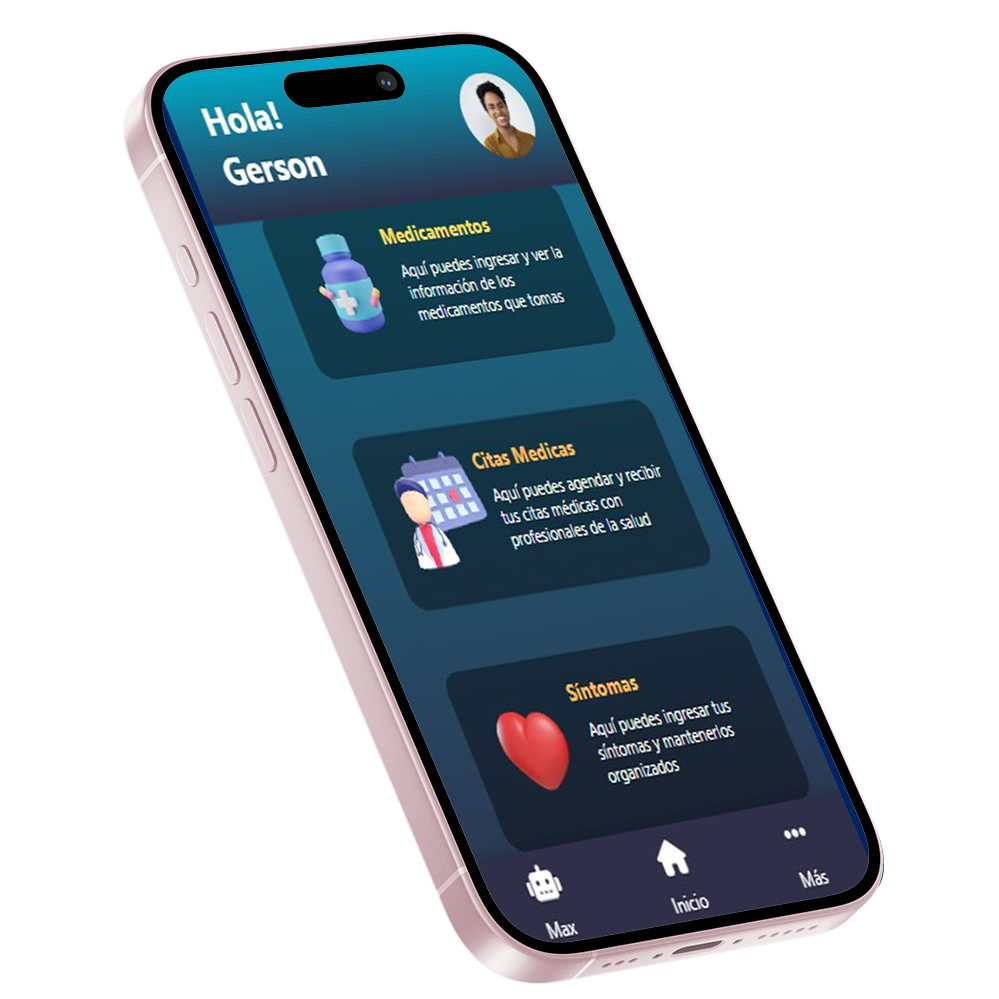 Hola!
Gerson
Medicamentos
Aquí puedes ingresar y ver la
información de los
medicamentos que tomas
Citas Medicas
Aquí puedes agendar y recibir
tus citas médicas con
profesionales de la salud
Síntomas
Aquí puedes ingresar tus
síntomas y mantenerlos
organizados
Max
Inicio
Más